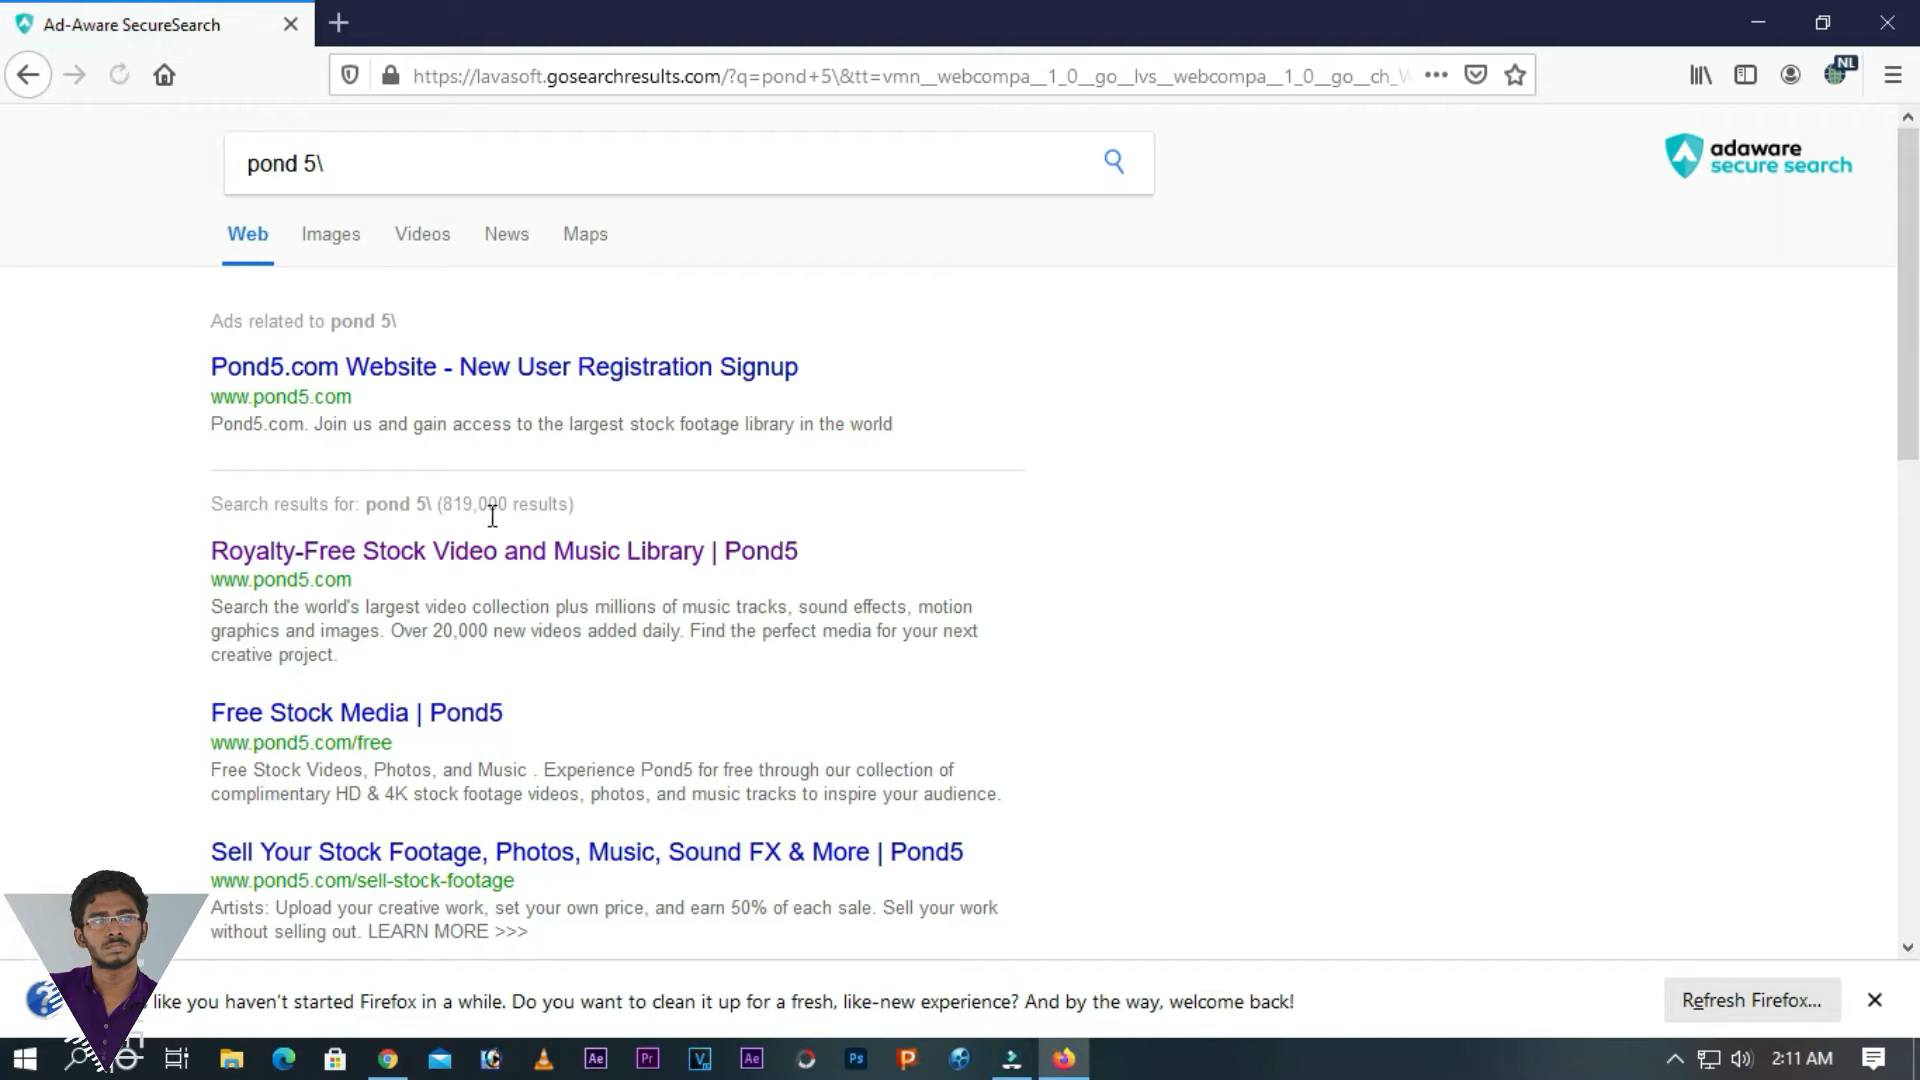 Ad-Aware SecureSearch
https://lavasoft.gosearchresults.com/?q=pond+5\&tt=vmn__webcompa__1_0__go__lvs__webcompa__1_0__go__ch_W
NL
pond 5\
adaware
secure search
Web Images Videos News Maps
Ads related to pond 5\
Pond5.com Website - New User Registration Signup
www.pond5.com
Pond5.com. Join us and gain access to the largest stock footage library in the world
Search results for: pond 5\ (819,000 results)
Royalty-Free Stock Video and Music Library | Pond5
www.pond5.com
Search the world's largest video collection plus millions of music tracks, sound effects, motion
graphics and images. Over 20,000 new videos added daily. Find the perfect media for your next
creative project.
Free Stock Media | Pond5
www.pond5.com/free
Free Stock Videos, Photos, and Music . Experience Pond5 for free through our collection of
complimentary HD & 4K stock footage videos, photos, and music tracks to inspire your audience.
Sell Your Stock Footage, Photos, Music, Sound FX & More | Pond5
www.pond5.com/sell-stock-footage
Artists: Upload your creative work, set your own price, and earn 50% of each sale. Sell your work
without selling out. LEARN MORE >>>
like you haven't started Firefox in a while. Do you want to clean it up for a fresh, like-new experience? And by the way, welcome back!
Refresh Firefox...
Ae Pr V Ae Ps
2:11 AM